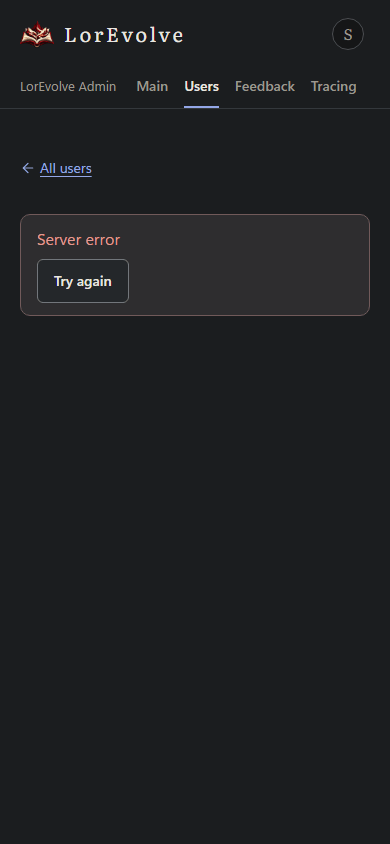 LorEvolve
S
LorEvolve Admin Main Users Feedback Tracing
← All users
Server error
Try again